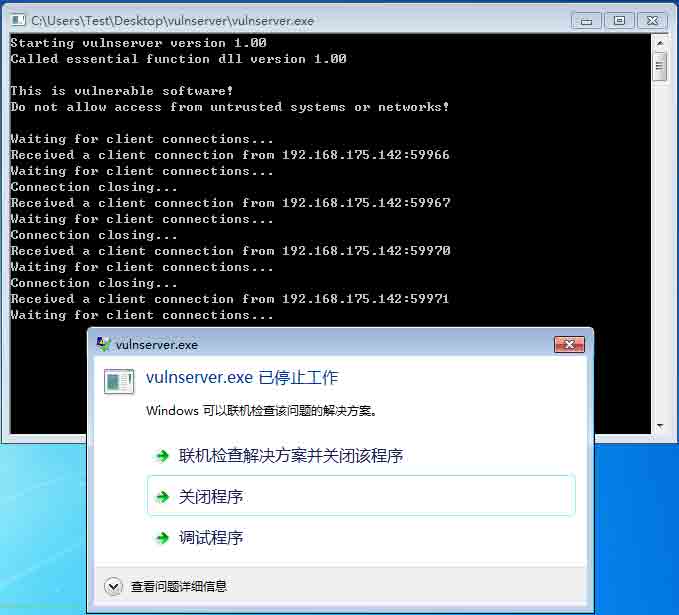 C:\Users\Test\Desktop\vulnserver\vulnserver.exe
Starting vulnserver version 1.00
Called essential function dll version 1.00
This is vulnerable software!
Do not allow access from untrusted systems or networks!
Waiting for client connections...
Received a client connection from 192.168.175.142:59966
Waiting for client connections...
Connection closing...
Received a client connection from 192.168.175.142:59967
Waiting for client connections...
Connection closing...
Received a client connection from 192.168.175.142:59970
Waiting for client connections...
Connection closing...
Received a client connection from 192.168.175.142:59971
Waiting for client connections...
vulnserver.exe
vulnserver.exe 已停止工作
Windows 可以联机检查该问题的解决方案。
联机检查解决方案并关闭该程序
关闭程序
调试程序
查看问题详细信息